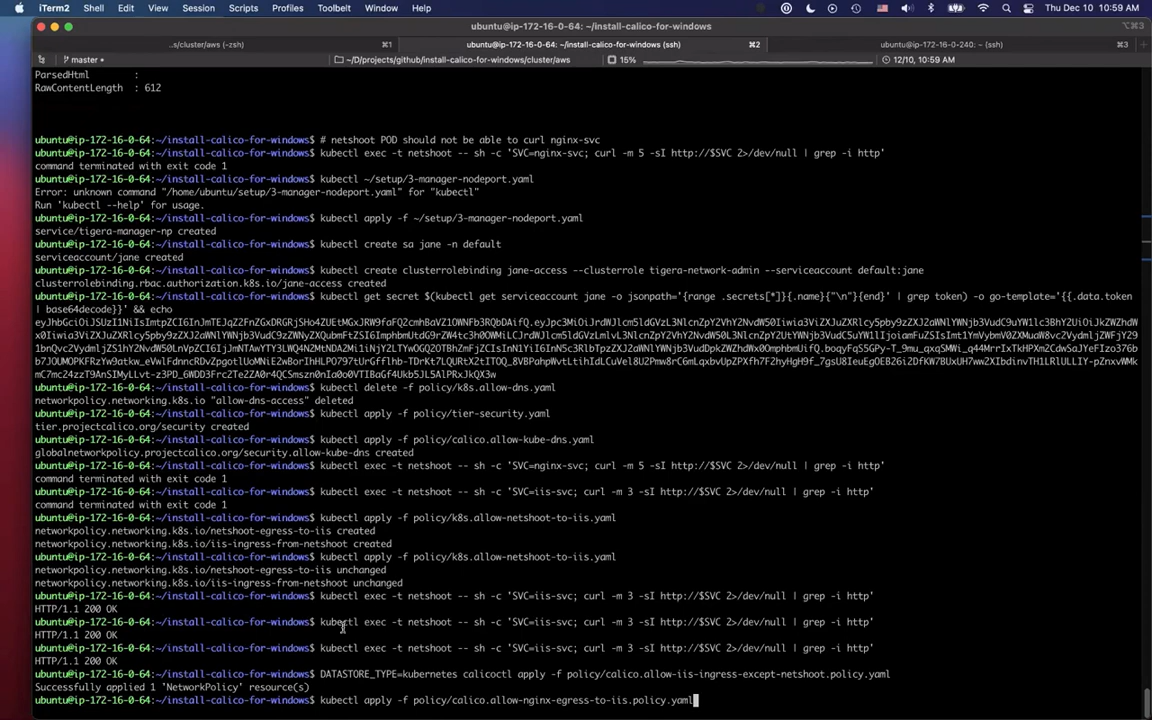 iTerm2 Shell Edit View Session Scripts Profiles Toolbelt Window Help Thu Dec 10 10:59 AM
ubuntu@ip-172-16-0-64: ~/install-calico-for-windows
..s/cluster/aws (-zsh) ⌘1 ubuntu@ip-172-16-0-64: ~/install-calico-for-windows (ssh) ⌘2 ubuntu@ip-172-16-0-240: ~ (ssh) ⌘3
master ~/D/projects/github/install-calico-for-windows/cluster/aws 15% 12/10, 10:59 AM
ParsedHtml :
RawContentLength : 612
ubuntu@ip-172-16-0-64:~/install-calico-for-windows$ # netshoot POD should not be able to curl nginx-svc
ubuntu@ip-172-16-0-64:~/install-calico-for-windows$ kubectl exec -t netshoot -- sh -c 'SVC=nginx-svc; curl -m 5 -sI http://$SVC 2>/dev/null | grep -i http'
command terminated with exit code 1
ubuntu@ip-172-16-0-64:~/install-calico-for-windows$ kubectl ~/setup/3-manager-nodeport.yaml
Error: unknown command "/home/ubuntu/setup/3-manager-nodeport.yaml" for "kubectl"
Run 'kubectl --help' for usage.
ubuntu@ip-172-16-0-64:~/install-calico-for-windows$ kubectl apply -f ~/setup/3-manager-nodeport.yaml
service/tigera-manager-np created
ubuntu@ip-172-16-0-64:~/install-calico-for-windows$ kubectl create sa jane -n default
serviceaccount/jane created
ubuntu@ip-172-16-0-64:~/install-calico-for-windows$ kubectl create clusterrolebinding jane-access --clusterrole tigera-network-admin --serviceaccount default:jane
clusterrolebinding.rbac.authorization.k8s.io/jane-access created
ubuntu@ip-172-16-0-64:~/install-calico-for-windows$ kubectl get secret $(kubectl get serviceaccount jane -o jsonpath='{range .secrets[*]}{.name}{"\n"}{end}' | grep token) -o go-template='{{.data.token
| base64decode}}' && echo
ubuntu@ip-172-16-0-64:~/install-calico-for-windows$ kubectl delete -f policy/k8s.allow-dns.yaml
networkpolicy.networking.k8s.io "allow-dns-access" deleted
ubuntu@ip-172-16-0-64:~/install-calico-for-windows$ kubectl apply -f policy/tier-security.yaml
tier.projectcalico.org/security created
ubuntu@ip-172-16-0-64:~/install-calico-for-windows$ kubectl apply -f policy/calico.allow-kube-dns.yaml
globalnetworkpolicy.projectcalico.org/security.allow-kube-dns created
ubuntu@ip-172-16-0-64:~/install-calico-for-windows$ kubectl exec -t netshoot -- sh -c 'SVC=nginx-svc; curl -m 5 -sI http://$SVC 2>/dev/null | grep -i http'
command terminated with exit code 1
ubuntu@ip-172-16-0-64:~/install-calico-for-windows$ kubectl exec -t netshoot -- sh -c 'SVC=iis-svc; curl -m 3 -sI http://$SVC 2>/dev/null | grep -i http'
command terminated with exit code 1
ubuntu@ip-172-16-0-64:~/install-calico-for-windows$ kubectl apply -f policy/k8s.allow-netshoot-to-iis.yaml
networkpolicy.networking.k8s.io/netshoot-egress-to-iis created
networkpolicy.networking.k8s.io/iis-ingress-from-netshoot created
ubuntu@ip-172-16-0-64:~/install-calico-for-windows$ kubectl apply -f policy/k8s.allow-netshoot-to-iis.yaml
networkpolicy.networking.k8s.io/netshoot-egress-to-iis unchanged
networkpolicy.networking.k8s.io/iis-ingress-from-netshoot unchanged
ubuntu@ip-172-16-0-64:~/install-calico-for-windows$ kubectl exec -t netshoot -- sh -c 'SVC=iis-svc; curl -m 3 -sI http://$SVC 2>/dev/null | grep -i http'
HTTP/1.1 200 OK
ubuntu@ip-172-16-0-64:~/install-calico-for-windows$ kubectl exec -t netshoot -- sh -c 'SVC=iis-svc; curl -m 3 -sI http://$SVC 2>/dev/null | grep -i http'
HTTP/1.1 200 OK
ubuntu@ip-172-16-0-64:~/install-calico-for-windows$ kubectl exec -t netshoot -- sh -c 'SVC=iis-svc; curl -m 3 -sI http://$SVC 2>/dev/null | grep -i http'
HTTP/1.1 200 OK
ubuntu@ip-172-16-0-64:~/install-calico-for-windows$ DATASTORE_TYPE=kubernetes calicoctl apply -f policy/calico.allow-iis-ingress-except-netshoot.policy.yaml
Successfully applied 1 'NetworkPolicy' resource(s)
ubuntu@ip-172-16-0-64:~/install-calico-for-windows$ kubectl apply -f policy/calico.allow-nginx-egress-to-iis.policy.yaml